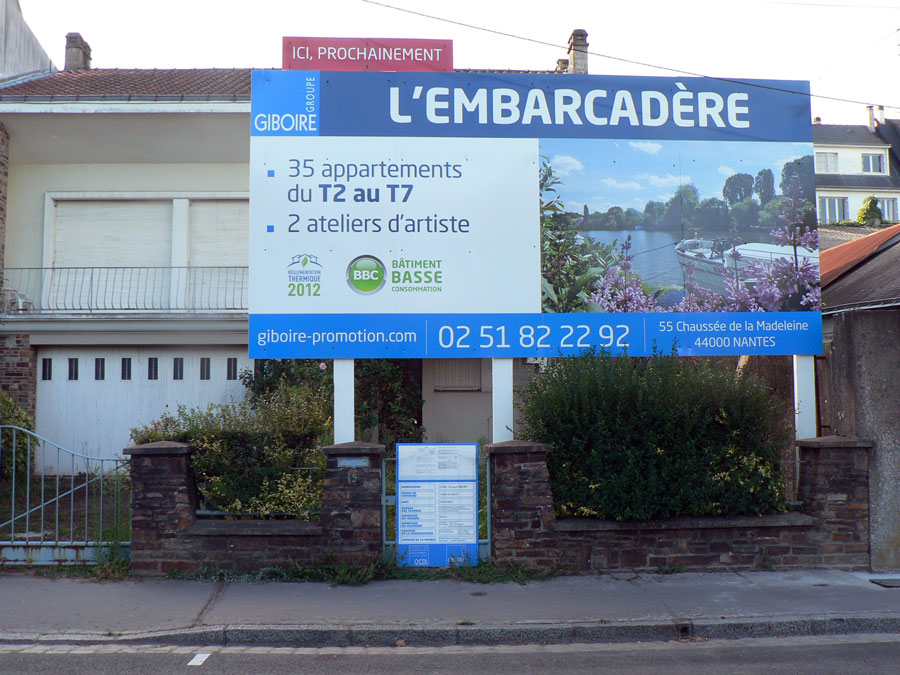 ICI, PROCHAINEMENT
GIBOIRE GROUPE
L'EMBARCADÈRE
35 appartements
du T2 au T7
2 ateliers d'artiste
RÉGLEMENTATION
THERMIQUE
2012
BBC
BÂTIMENT
BASSE
CONSOMMATION
giboire-promotion.com
02 51 82 22 92
55 Chaussée de la Madeleine
44000 NANTES